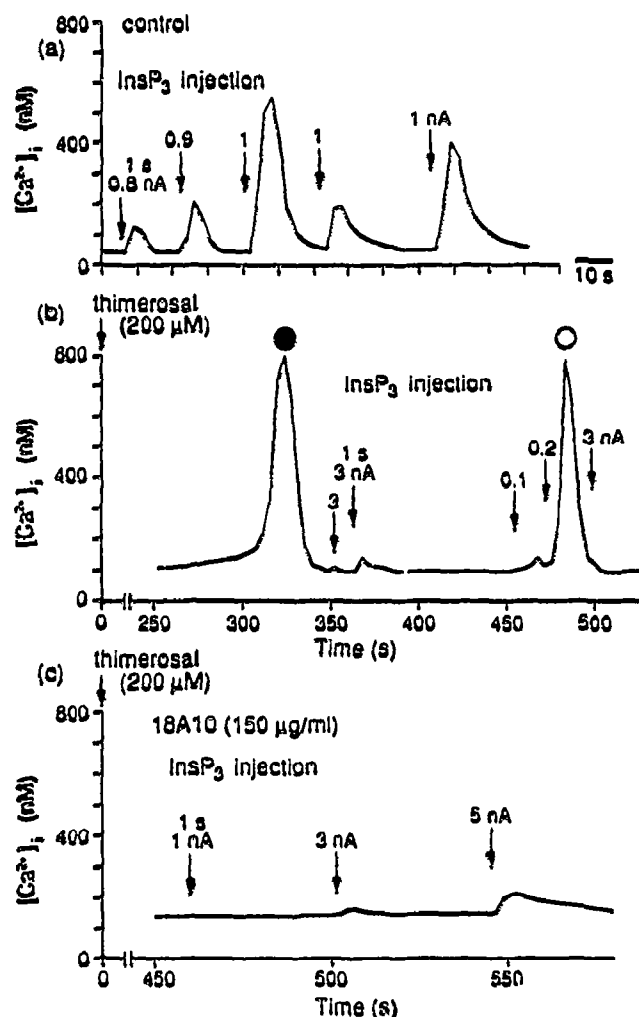 (a) control
InsP₃ injection
1 s
0.8 nA
0.9
1
1
1 nA
10 s
[Ca²⁺]ᵢ (nM)
800
400
0
(b) thimerosal
(200 μM)
InsP₃ injection
3
1 s
3 nA
0.1
0.2
3 nA
[Ca²⁺]ᵢ (nM)
800
400
0
0 250 300 350 400 450 500
Time (s)
(c) thimerosal
(200 μM)
18A10 (150 μg/ml)
InsP₃ injection
1 s
1 nA
3 nA
5 nA
[Ca²⁺]ᵢ (nM)
800
400
0
0 450 500 550
Time (s)